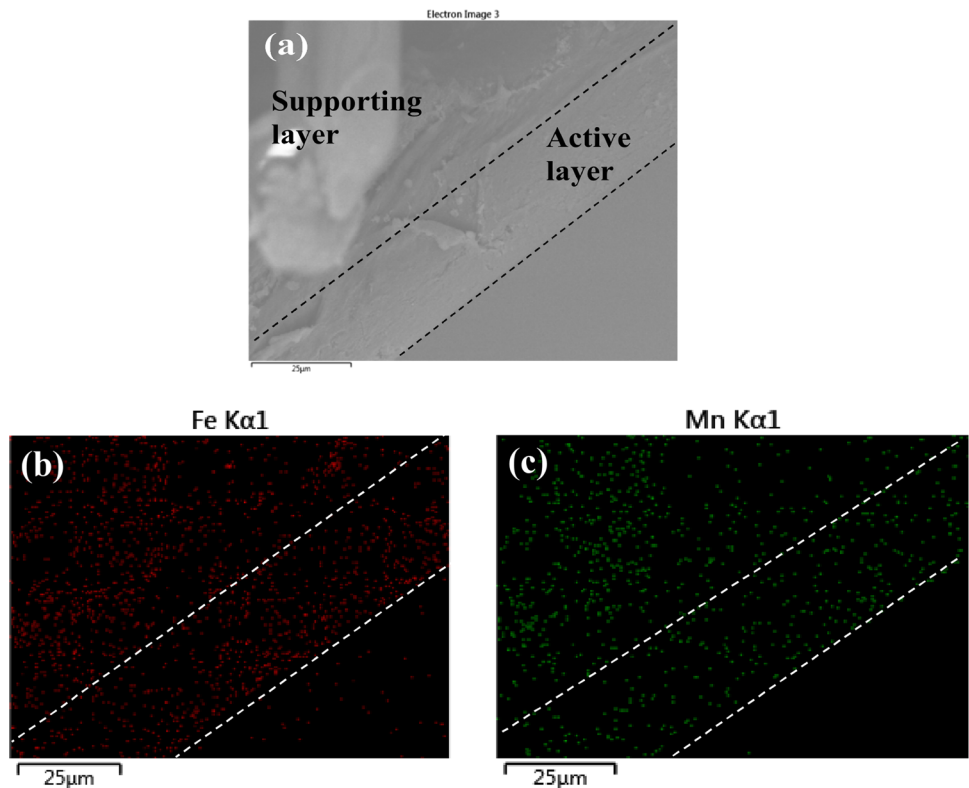 Electron Image 3
(a)
Supporting
layer
Active
layer
25μm
Fe Kα1
(b)
25μm
Mn Kα1
(c)
25μm